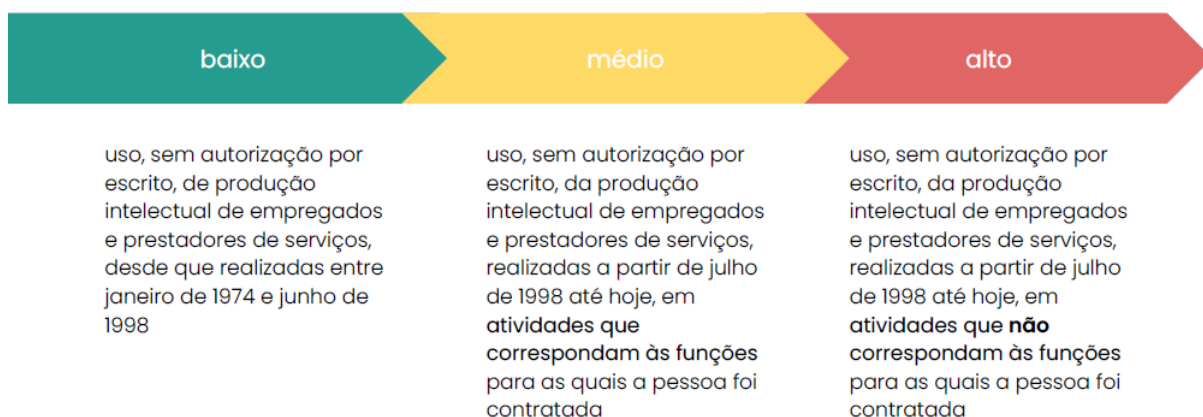 baixo
médio
alto
uso, sem autorização por
escrito, de produção
intelectual de empregados
e prestadores de serviços,
desde que realizadas entre
janeiro de 1974 e junho de
1998
uso, sem autorização por
escrito, da produção
intelectual de empregados
e prestadores de serviços,
realizadas a partir de julho
de 1998 até hoje, em
atividades que
correspondam às funções
para as quais a pessoa foi
contratada
uso, sem autorização por
escrito, da produção
intelectual de empregados
e prestadores de serviços,
realizadas a partir de julho
de 1998 até hoje, em
atividades que não
correspondam às funções
para as quais a pessoa foi
contratada